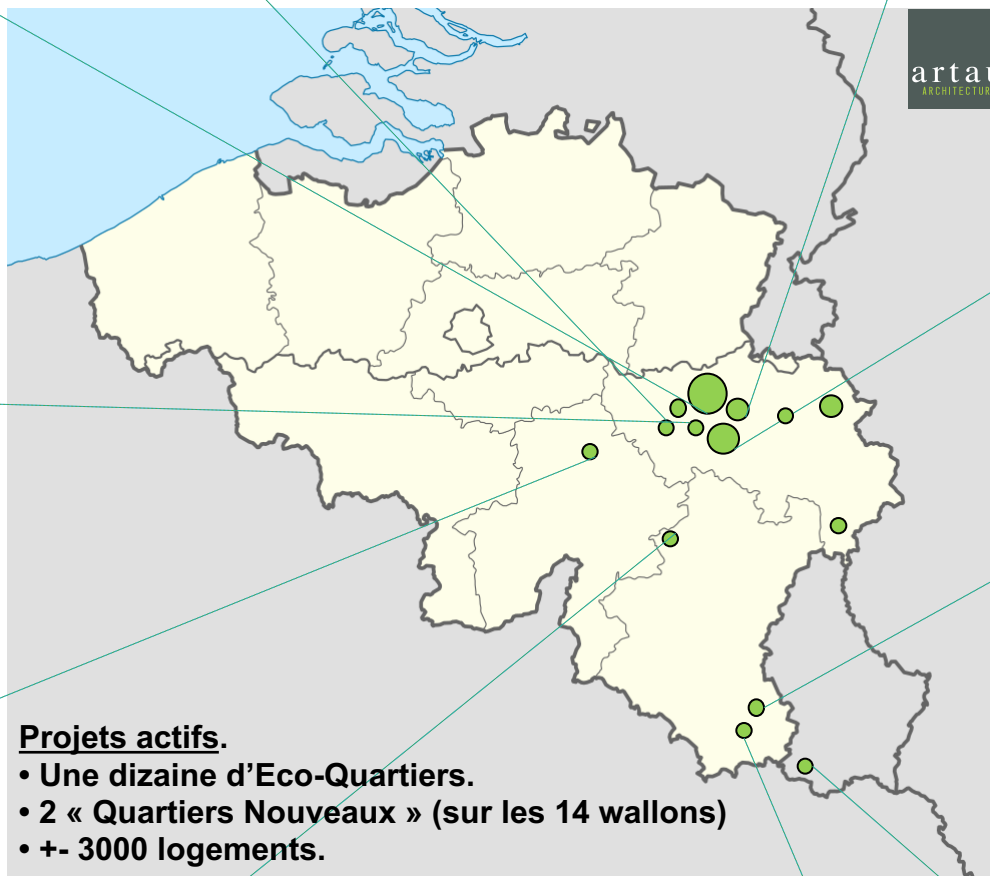 artau
ARCHITECTUR
Projets actifs.
• Une dizaine d’Eco-Quartiers.
• 2 « Quartiers Nouveaux » (sur les 14 wallons)
• +- 3000 logements.